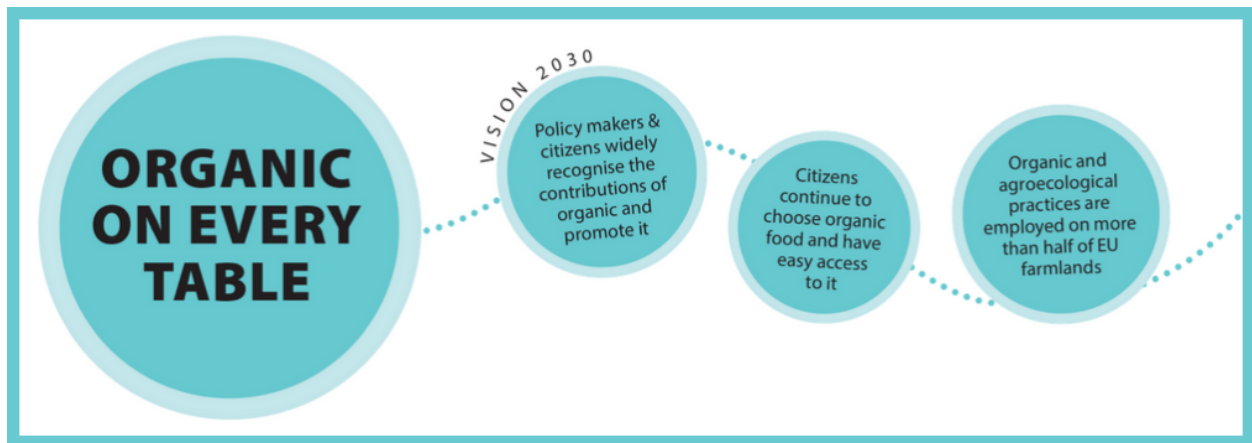 ORGANIC
ON EVERY
TABLE
VISION 2030
Policy makers &
citizens widely
recognise the
contributions of
organic and
promote it
Citizens
continue to
choose organic
food and have
easy access
to it
Organic and
agroecological
practices are
employed on more
than half of EU
farmlands